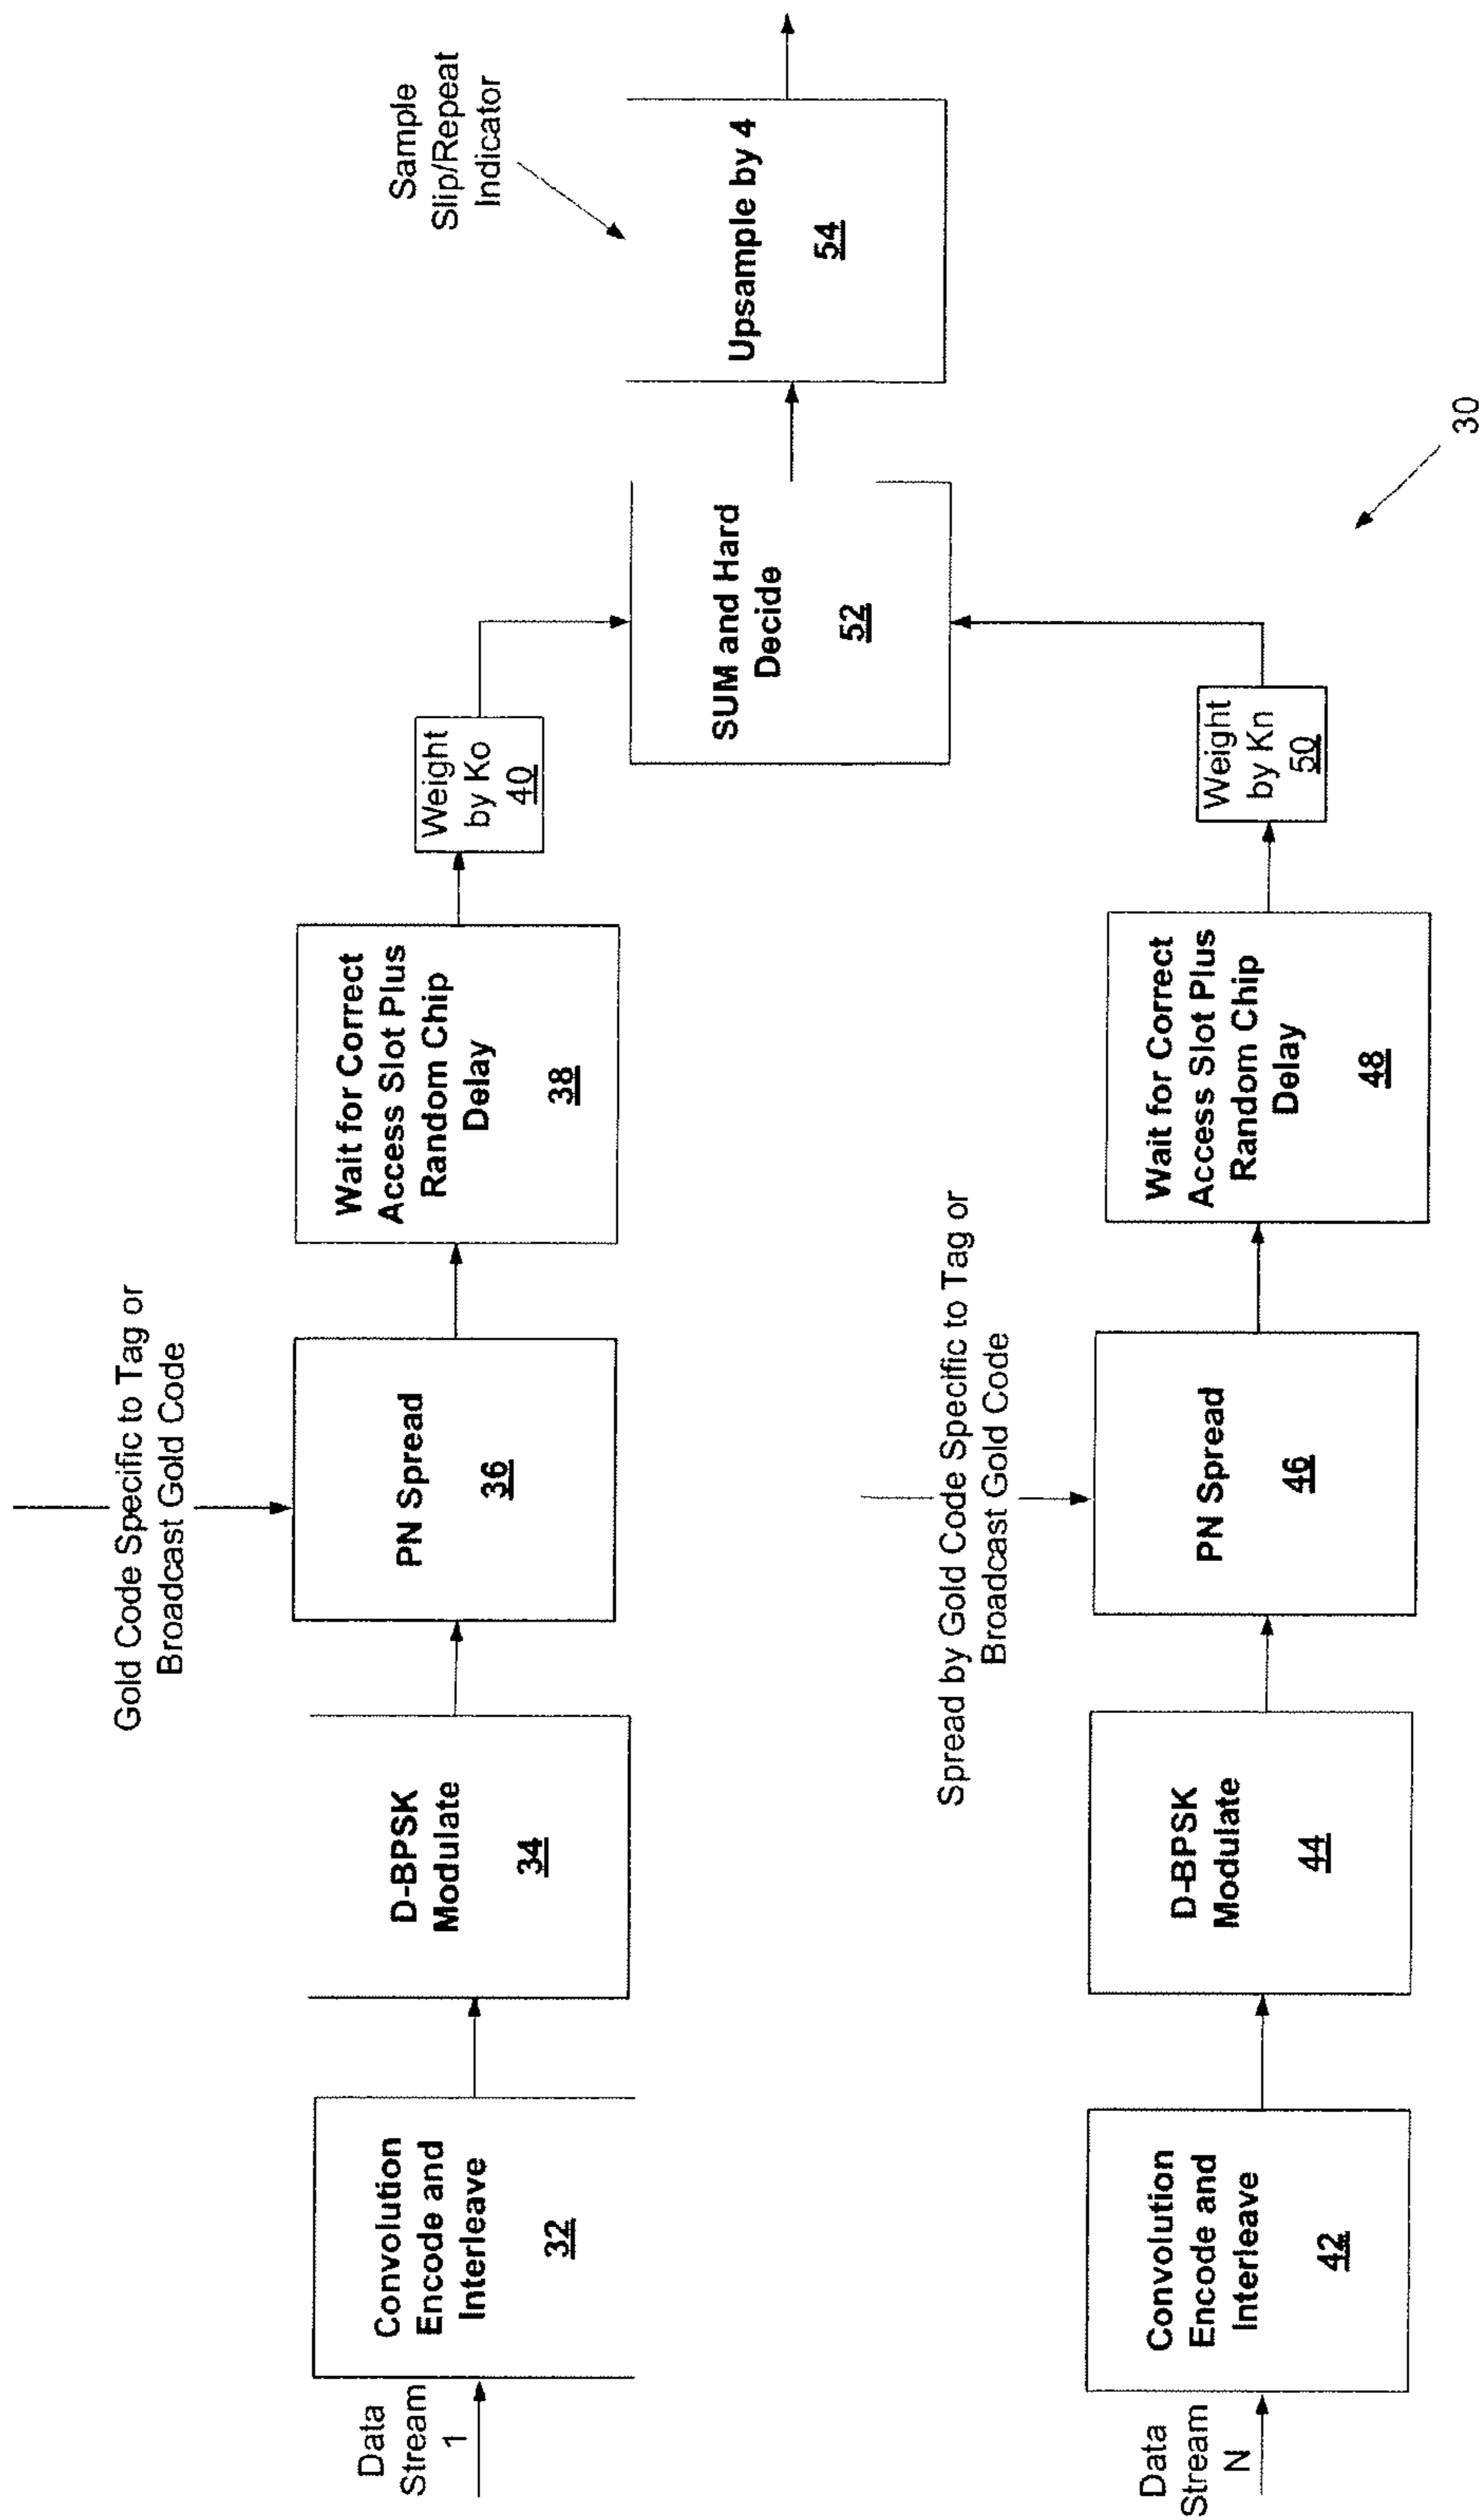 Gold Code Specific to Tag or
Broadcast Gold Code
Data
Stream
1
Convolution
Encode and
Interleave
32
D-BPSK
Modulate
34
PN Spread
36
Wait for Correct
Access Slot Plus
Random Chip
Delay
38
Weight
by Ko
40
SUM and Hard
Decide
52
Sample
Slip/Repeat
Indicator
Upsample by 4
54
Spread by Gold Code Specific to Tag or
Broadcast Gold Code
Data
Stream
N
Convolution
Encode and
Interleave
42
D-BPSK
Modulate
44
PN Spread
46
Wait for Correct
Access Slot Plus
Random Chip
Delay
48
Weight
by Kn
50
30